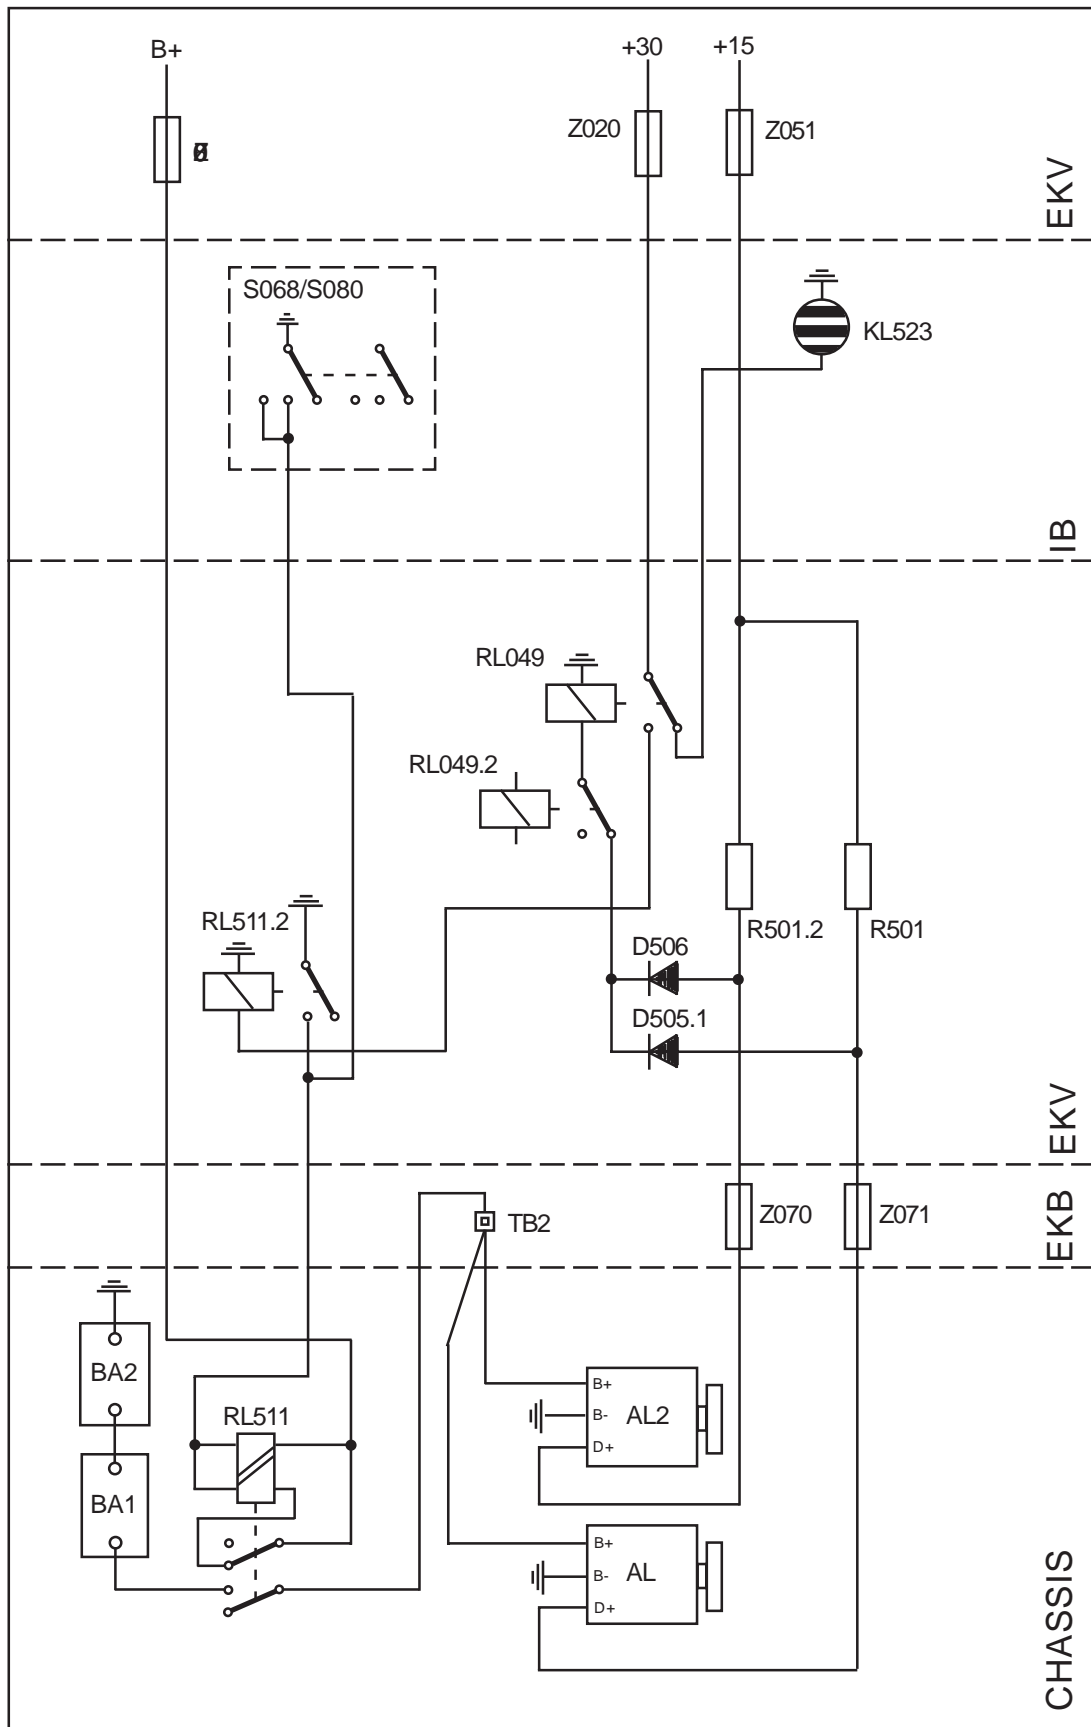 B+
+30
+15
Z020
Z051
EKV
S068/S080
KL523
IB
RL049
RL049.2
RL511.2
R501.2
R501
D506
D505.1
EKV
TB2
Z070
Z071
EKB
BA2
RL511
BA1
B+
B-
D+
AL2
B+
B-
D+
AL
CHASSIS